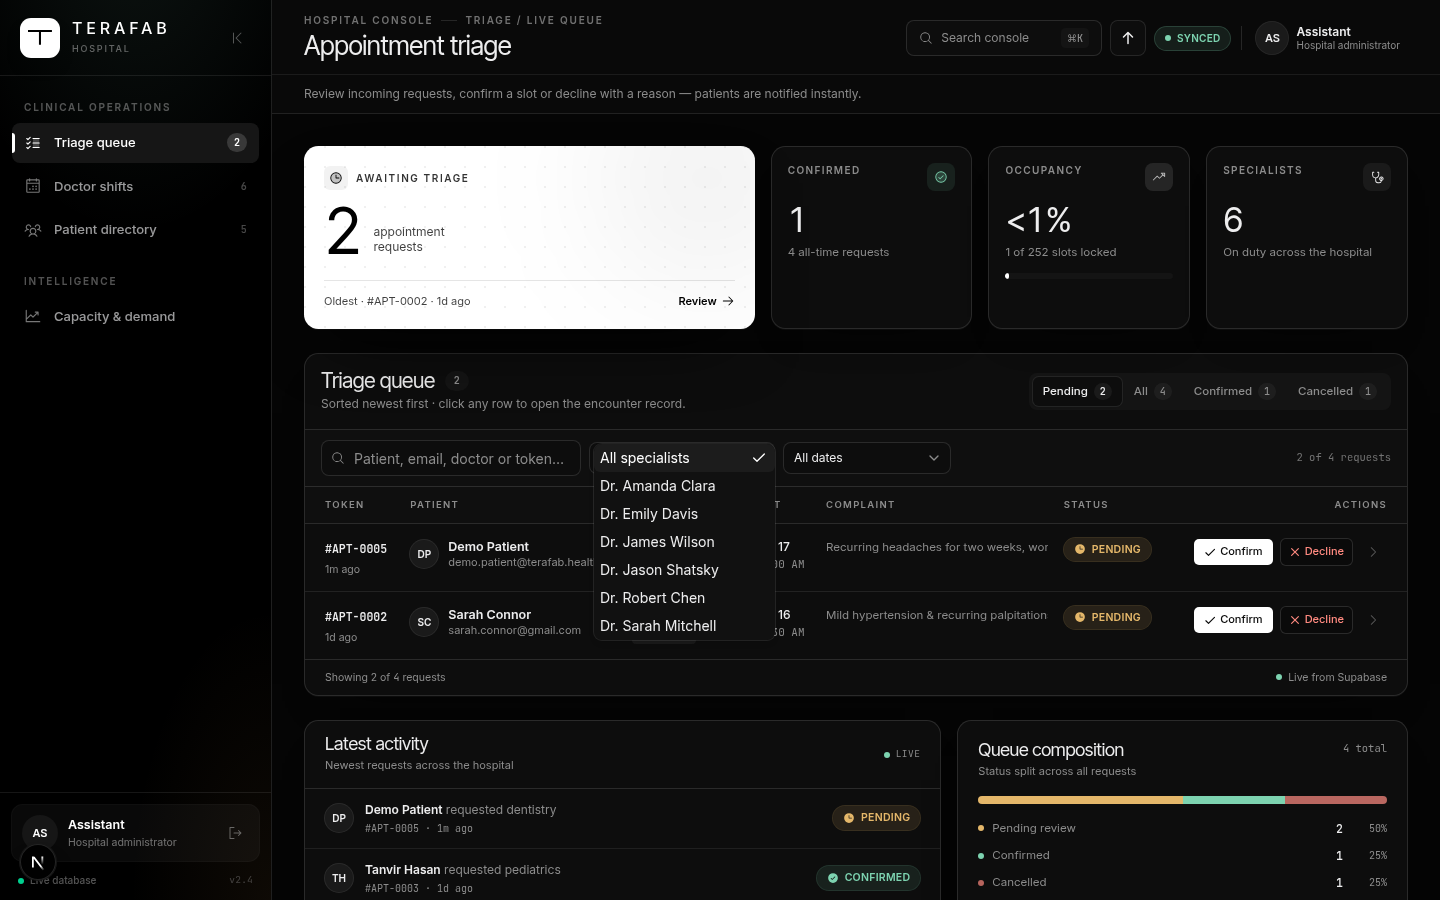 TERAFAB
HOSPITAL
CLINICAL OPERATIONS
Triage queue 2
Doctor shifts 6
Patient directory 5
INTELLIGENCE
Capacity & demand
AS Assistant
Hospital administrator
N
Live database v2.4
HOSPITAL CONSOLE — TRIAGE / LIVE QUEUE
Appointment triage
Search console ⌘K
SYNCED
AS Assistant
Hospital administrator
Review incoming requests, confirm a slot or decline with a reason — patients are notified instantly.
AWAITING TRIAGE
2 appointment
requests
Oldest · #APT-0002 · 1d ago Review →
CONFIRMED
1
4 all-time requests
OCCUPANCY
<1%
1 of 252 slots locked
SPECIALISTS
6
On duty across the hospital
Triage queue 2
Sorted newest first · click any row to open the encounter record.
Pending 2 All 4 Confirmed 1 Cancelled 1
Patient, email, doctor or token...
All specialists
Dr. Amanda Clara
Dr. Emily Davis
Dr. James Wilson
Dr. Jason Shatsky
Dr. Robert Chen
Dr. Sarah Mitchell
All dates
2 of 4 requests
TOKEN PATIENT T COMPLAINT STATUS ACTIONS
#APT-0005 DP Demo Patient 17 Recurring headaches for two weeks, wor PENDING Confirm Decline
1m ago demo.patient@terafab.healt 00 AM
#APT-0002 SC Sarah Connor 16 Mild hypertension & recurring palpitation PENDING Confirm Decline
1d ago sarah.connor@gmail.com 30 AM
Showing 2 of 4 requests Live from Supabase
Latest activity
Newest requests across the hospital
LIVE
DP Demo Patient requested dentistry PENDING
#APT-0005 · 1m ago
TH Tanvir Hasan requested pediatrics CONFIRMED
#APT-0003 · 1d ago
Queue composition 4 total
Status split across all requests
Pending review 2 50%
Confirmed 1 25%
Cancelled 1 25%